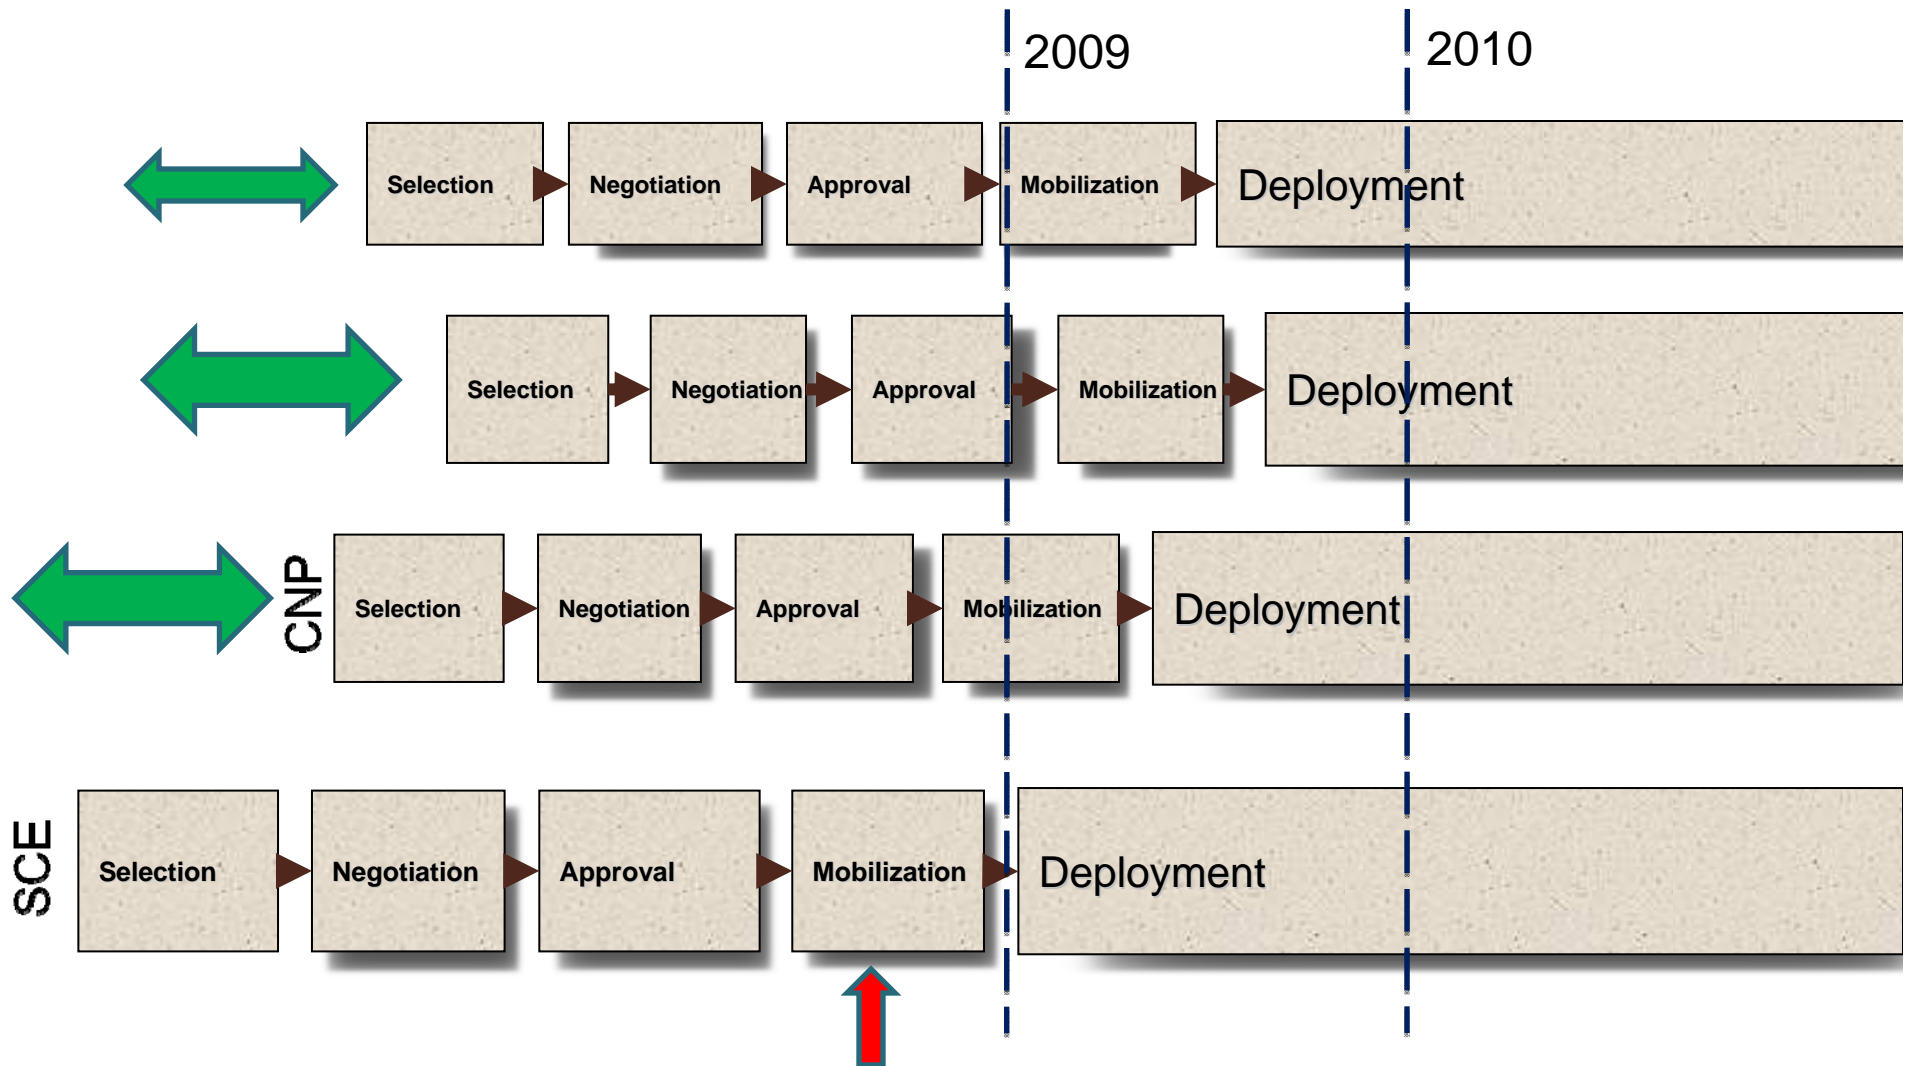 2009
2010
Selection
Negotiation
Approval
Mobilization
Deployment
Selection
Negotiation
Approval
Mobilization
Deployment
CNP
Selection
Negotiation
Approval
Mobilization
Deployment
SCE
Selection
Negotiation
Approval
Mobilization
Deployment